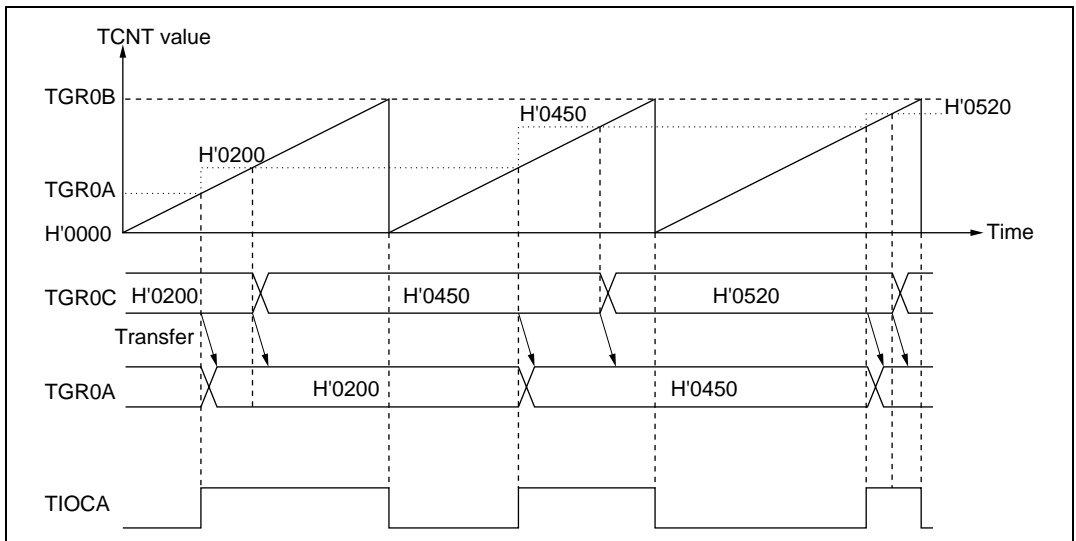 TCNT value
TGR0B
H'0520
H'0450
H'0200
TGR0A
H'0000
Time
TGR0C H'0200 H'0450 H'0520
Transfer
TGR0A H'0200 H'0450
TIOCA